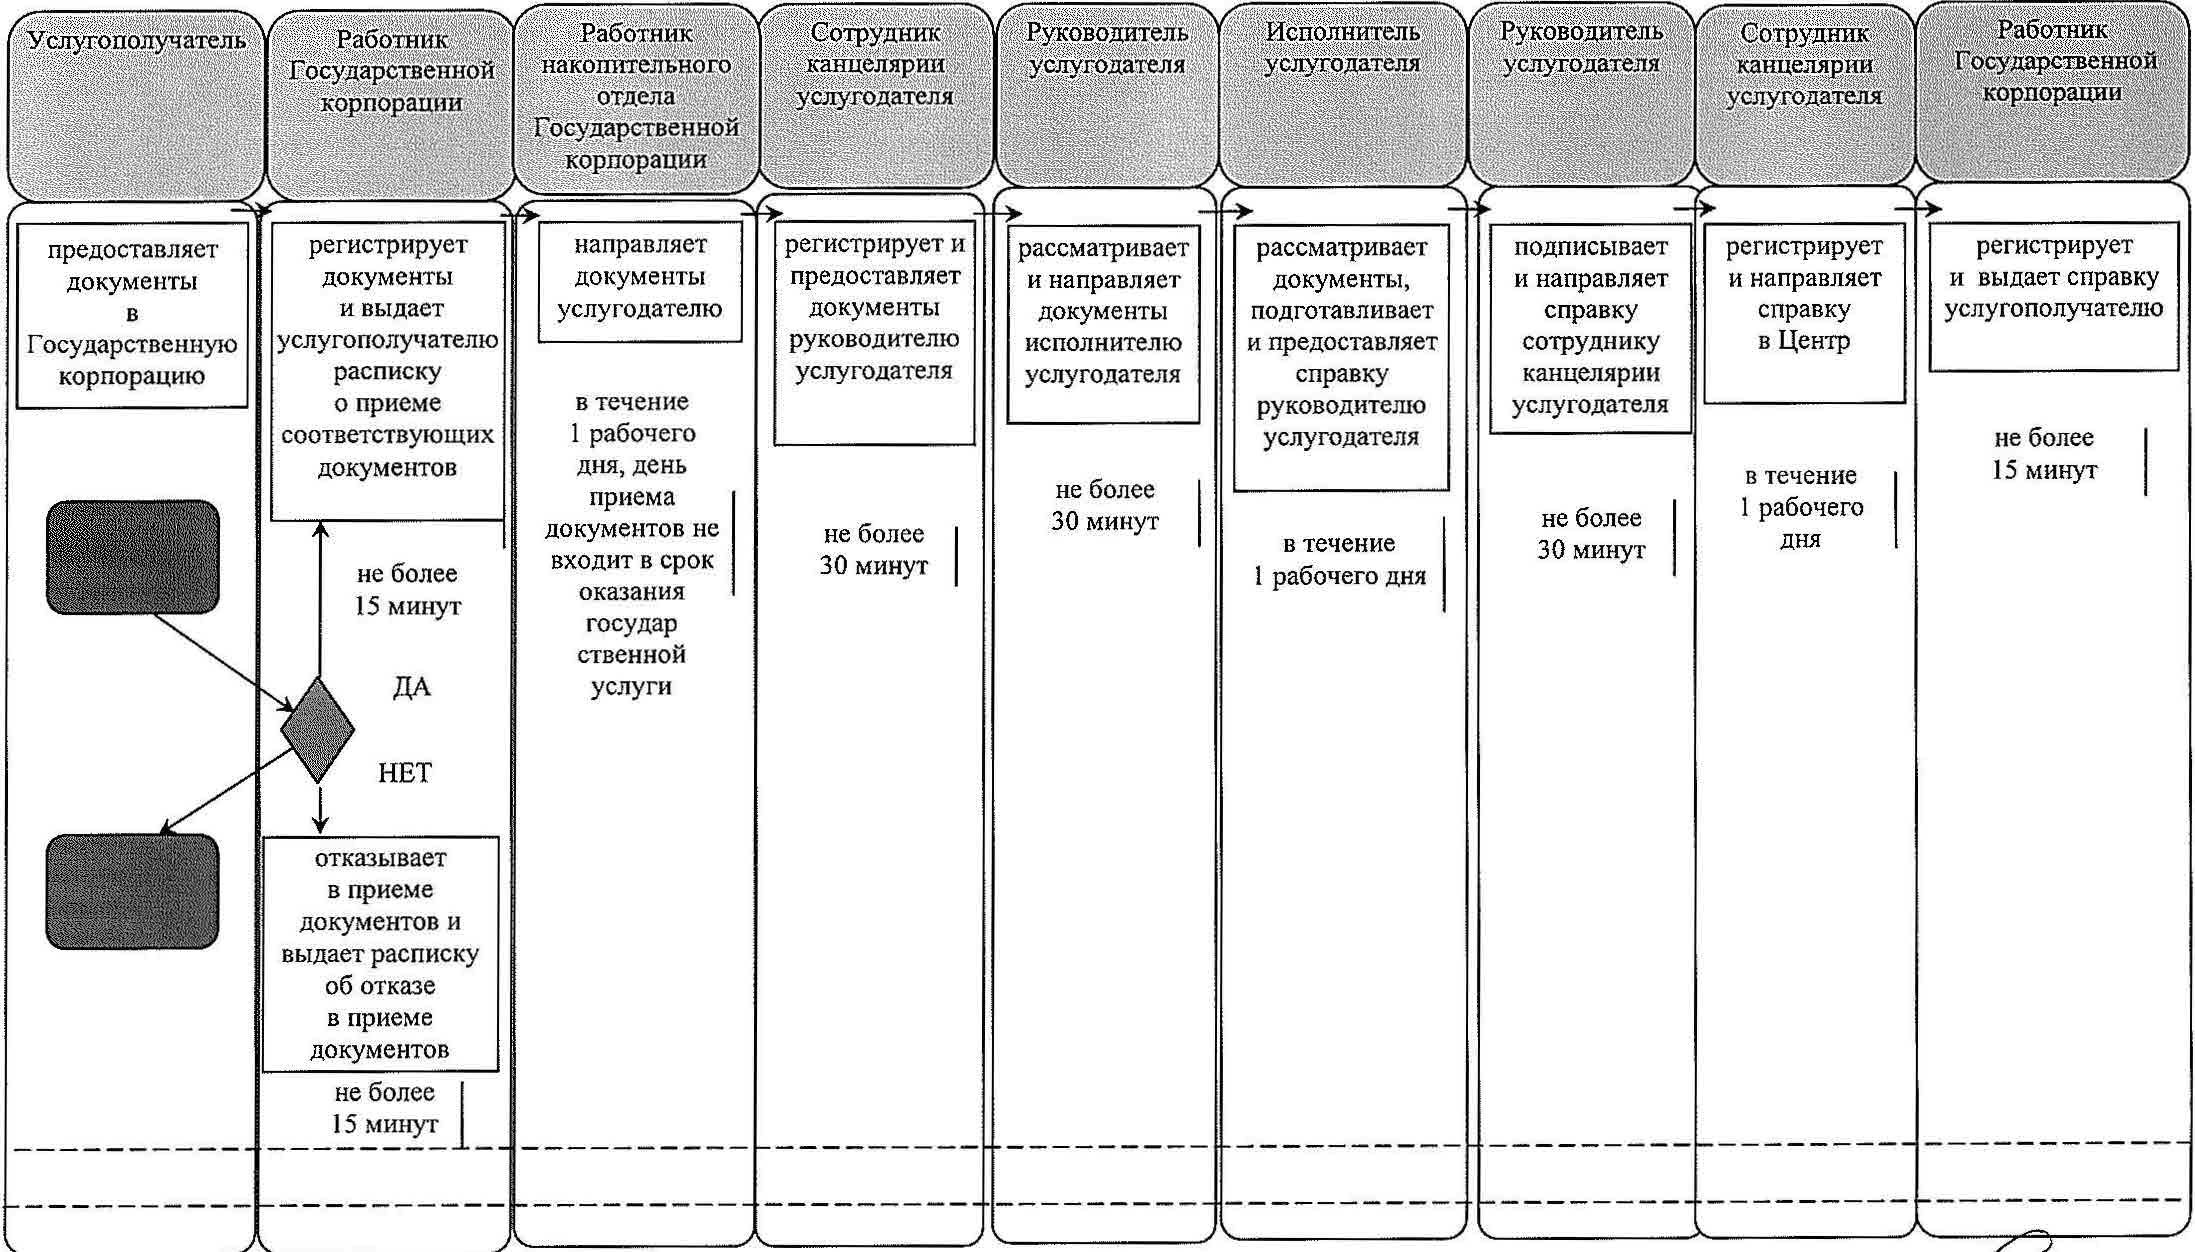 Услугополучатель
Работник
Государственной
корпорации
Работник
накопительного
отдела
Государственной
корпорации
Сотрудник
канцелярии
услугодателя
Руководитель
услугодателя
Исполнитель
услугодателя
Руководитель
услугодателя
Сотрудник
канцелярии
услугодателя
Работник
Государственной
корпорации
предоставляет
документы
в
Государственную
корпорацию
регистрирует
документы
и выдает
услугополучателю
расписку
о приеме
соответствующих
документов
не более
15 минут
ДА
НЕТ
отказывает
в приеме
документов и
выдает расписку
об отказе
в приеме
документов
не более
15 минут
направляет
документы
услугодателю
в течение
1 рабочего
дня, день
приема
документов не
входит в срок
оказания
государ
ственной
услуги
регистрирует и
предоставляет
документы
руководителю
услугодателя
не более
30 минут
рассматривает
и направляет
документы
исполнителю
услугодателя
не более
30 минут
рассматривает
документы,
подготавливает
и предоставляет
справку
руководителю
услугодателя
в течение
1 рабочего дня
подписывает
и направляет
справку
сотруднику
канцелярии
услугодателя
не более
30 минут
регистрирует
и направляет
справку
в Центр
в течение
1 рабочего
дня
регистрирует
и выдает справку
услугополучателю
не более
15 минут